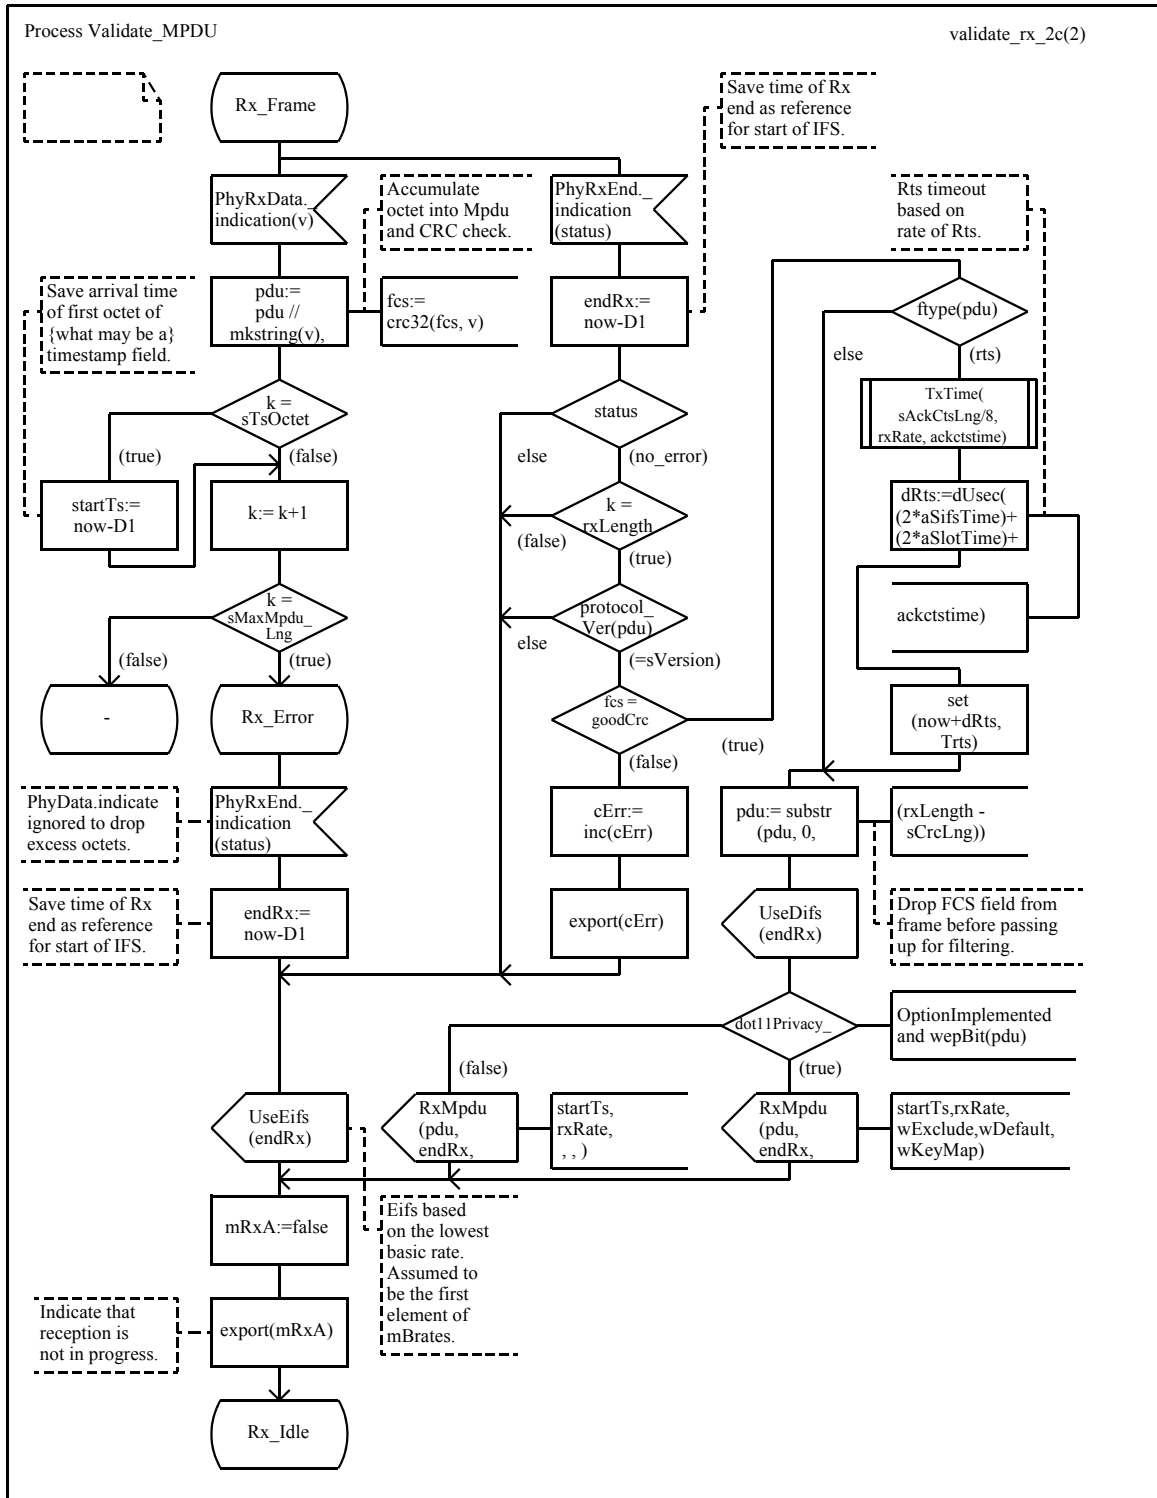 Process Validate_MPDU
validate_rx_2c(2)
Rx_Frame
Save time of Rx
end as reference
for start of IFS.
PhyRxData._
indication(v)
Accumulate
octet into Mpdu
and CRC check.
PhyRxEnd._
indication
(status)
Rts timeout
based on
rate of Rts.
Save arrival time
of first octet of
{what may be a}
timestamp field.
pdu:=
pdu //
mkstring(v),
fcs:=
crc32(fcs, v)
endRx:=
now-D1
ftype(pdu)
else
(rts)
k =
sTsOctet
status
TxTime(
sAckCtsLng/8,
rxRate, ackctstime)
(true)
(false)
else
(no_error)
startTs:=
now-D1
k:= k+1
k =
rxLength
dRts:=dUsec(
(2*aSifsTime)+
(2*aSlotTime)+
(false)
(true)
k =
sMaxMpdu_
Lng
protocol_
Ver(pdu)
ackctstime)
else
(false)
(true)
(=sVersion)
-
Rx_Error
fcs =
goodCrc
set
(now+dRts,
Trts)
(true)
(false)
PhyData.indicate
ignored to drop
excess octets.
PhyRxEnd._
indication
(status)
cErr:=
inc(cErr)
pdu:= substr
(pdu, 0,
(rxLength -
sCrcLng))
Save time of Rx
end as reference
for start of IFS.
endRx:=
now-D1
export(cErr)
UseDifs
(endRx)
Drop FCS field from
frame before passing
up for filtering.
dot11Privacy_
OptionImplemented
and wepBit(pdu)
(false)
(true)
UseEifs
(endRx)
RxMpdu
(pdu,
endRx,
startTs,
rxRate,
, , )
RxMpdu
(pdu,
endRx,
startTs,rxRate,
wExclude,wDefault,
wKeyMap)
mRxA:=false
Eifs based
on the lowest
basic rate.
Assumed to
be the first
element of
mBrates.
Indicate that
reception is
not in progress.
export(mRxA)
Rx_Idle